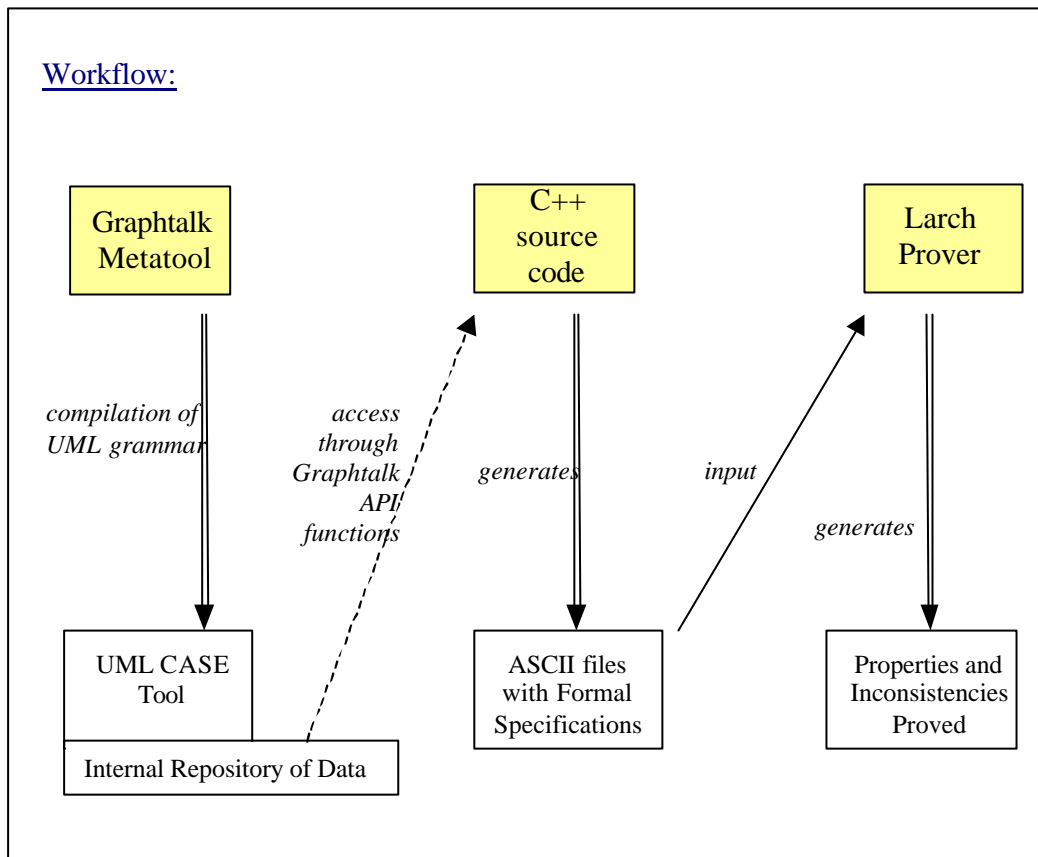 Workflow:
Graphtalk
Metatool
C++
source
code
Larch
Prover
compilation of
UML grammar
access
through
Graphtalk
API
functions
generates
input
generates
UML CASE
Tool
Internal Repository of Data
ASCII files
with Formal
Specifications
Properties and
Inconsistencies
Proved